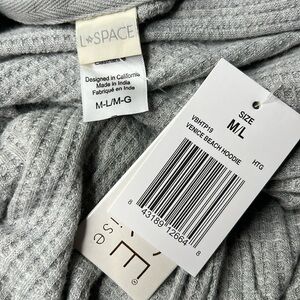 L*SPACE
Designed in California
Made in India
Fabriqué en Inde
M-L/M-G
SIZE
M/L
VBHTP19
VENICE BEACH HOODIE
HTG
8 43189 12664 8